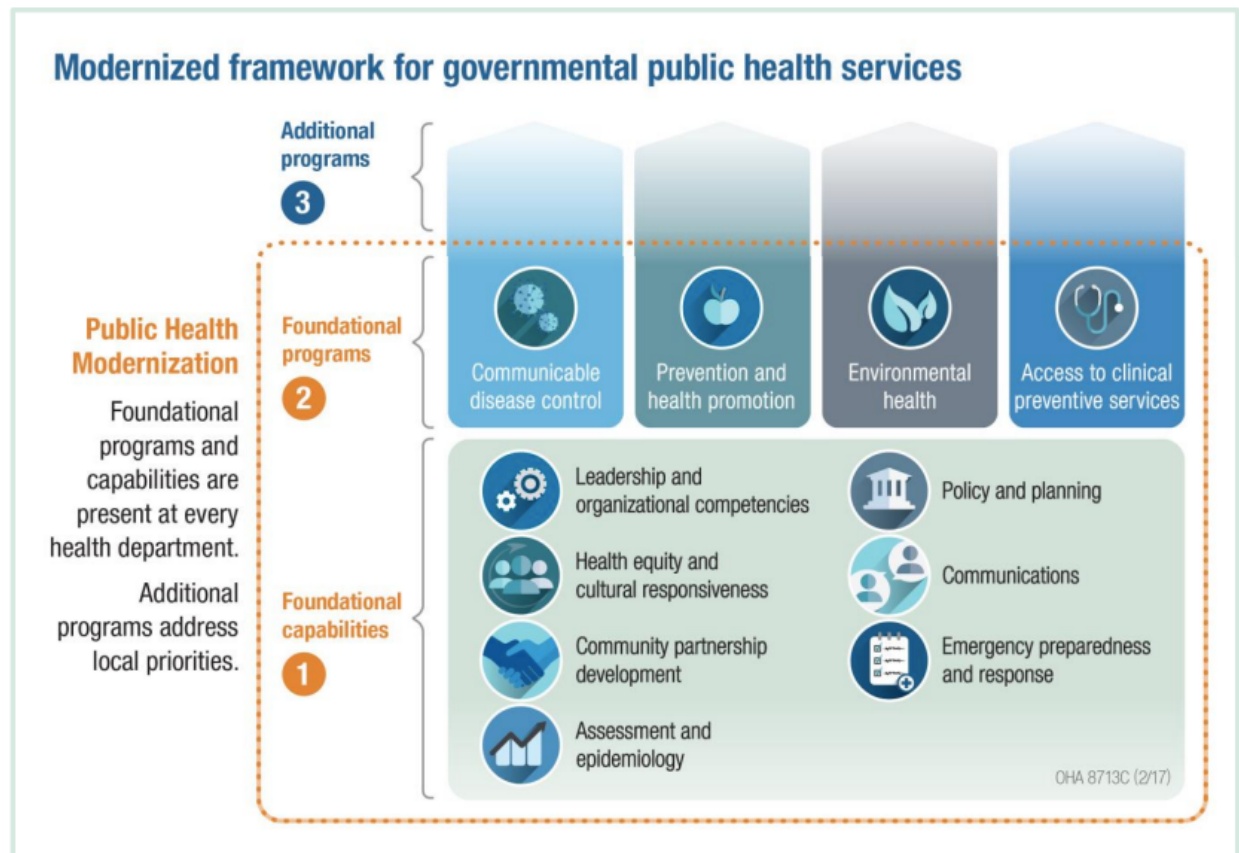 Modernized framework for governmental public health services
Additional
programs
3
Public Health
Modernization
Foundational
programs and
capabilities are
present at every
health department.
Additional
programs address
local priorities.
Foundational
programs
2
Communicable
disease control
Prevention and
health promotion
Environmental
health
Access to clinical
preventive services
Foundational
capabilities
1
Leadership and
organizational competencies
Health equity and
cultural responsiveness
Community partnership
development
Assessment and
epidemiology
Policy and planning
Communications
Emergency preparedness
and response
OHA 8713C (2/17)